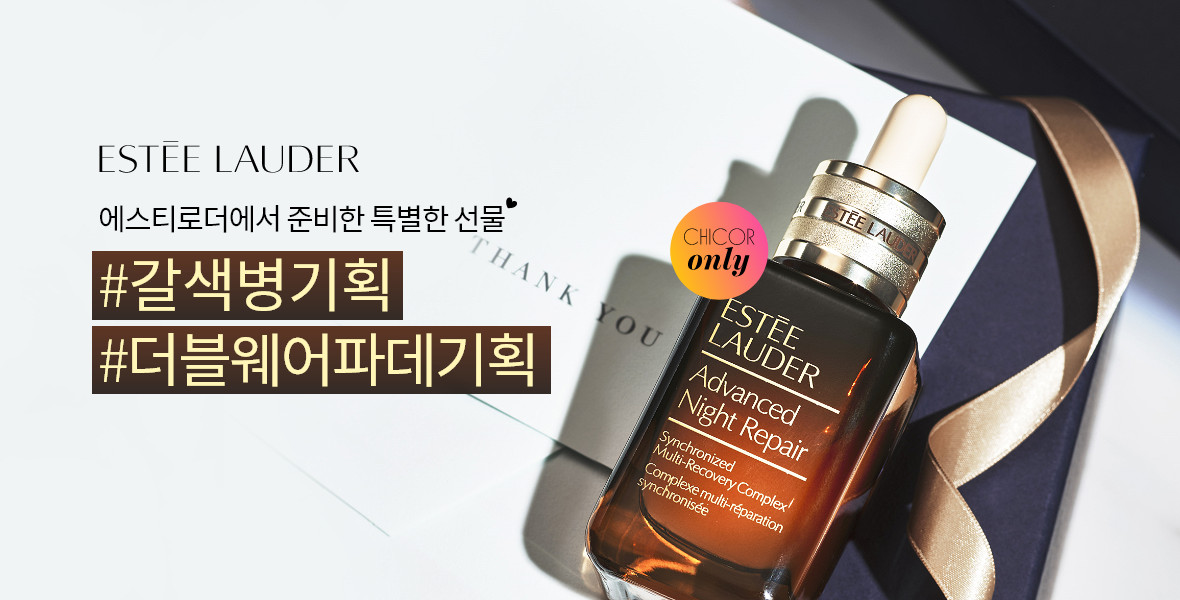 ESTĒE LAUDER
에스티로더에서 준비한 특별한 선물
#갈색병기획
#더블웨어파데기획
THANK YOU
CHICOR
only
ESTĒE LAUDER
ESTĒE
LAUDER
Advanced
Night Repair
Synchronized
Multi-Recovery Complex
Complexe multi-réparation
synchronisée